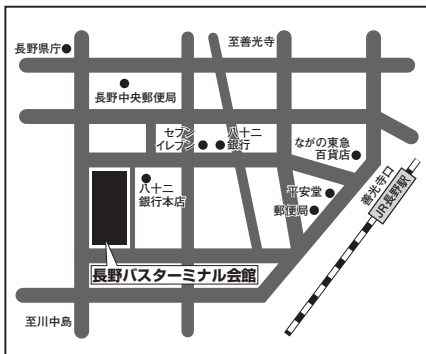 至善光寺
長野県庁
長野中央郵便局
セブン
イレブン
八十二
銀行
ながの東急
百貨店
善光寺口
JR長野駅
八十二
銀行本店
平安堂
郵便局
長野バスターミナル会館
至川中島